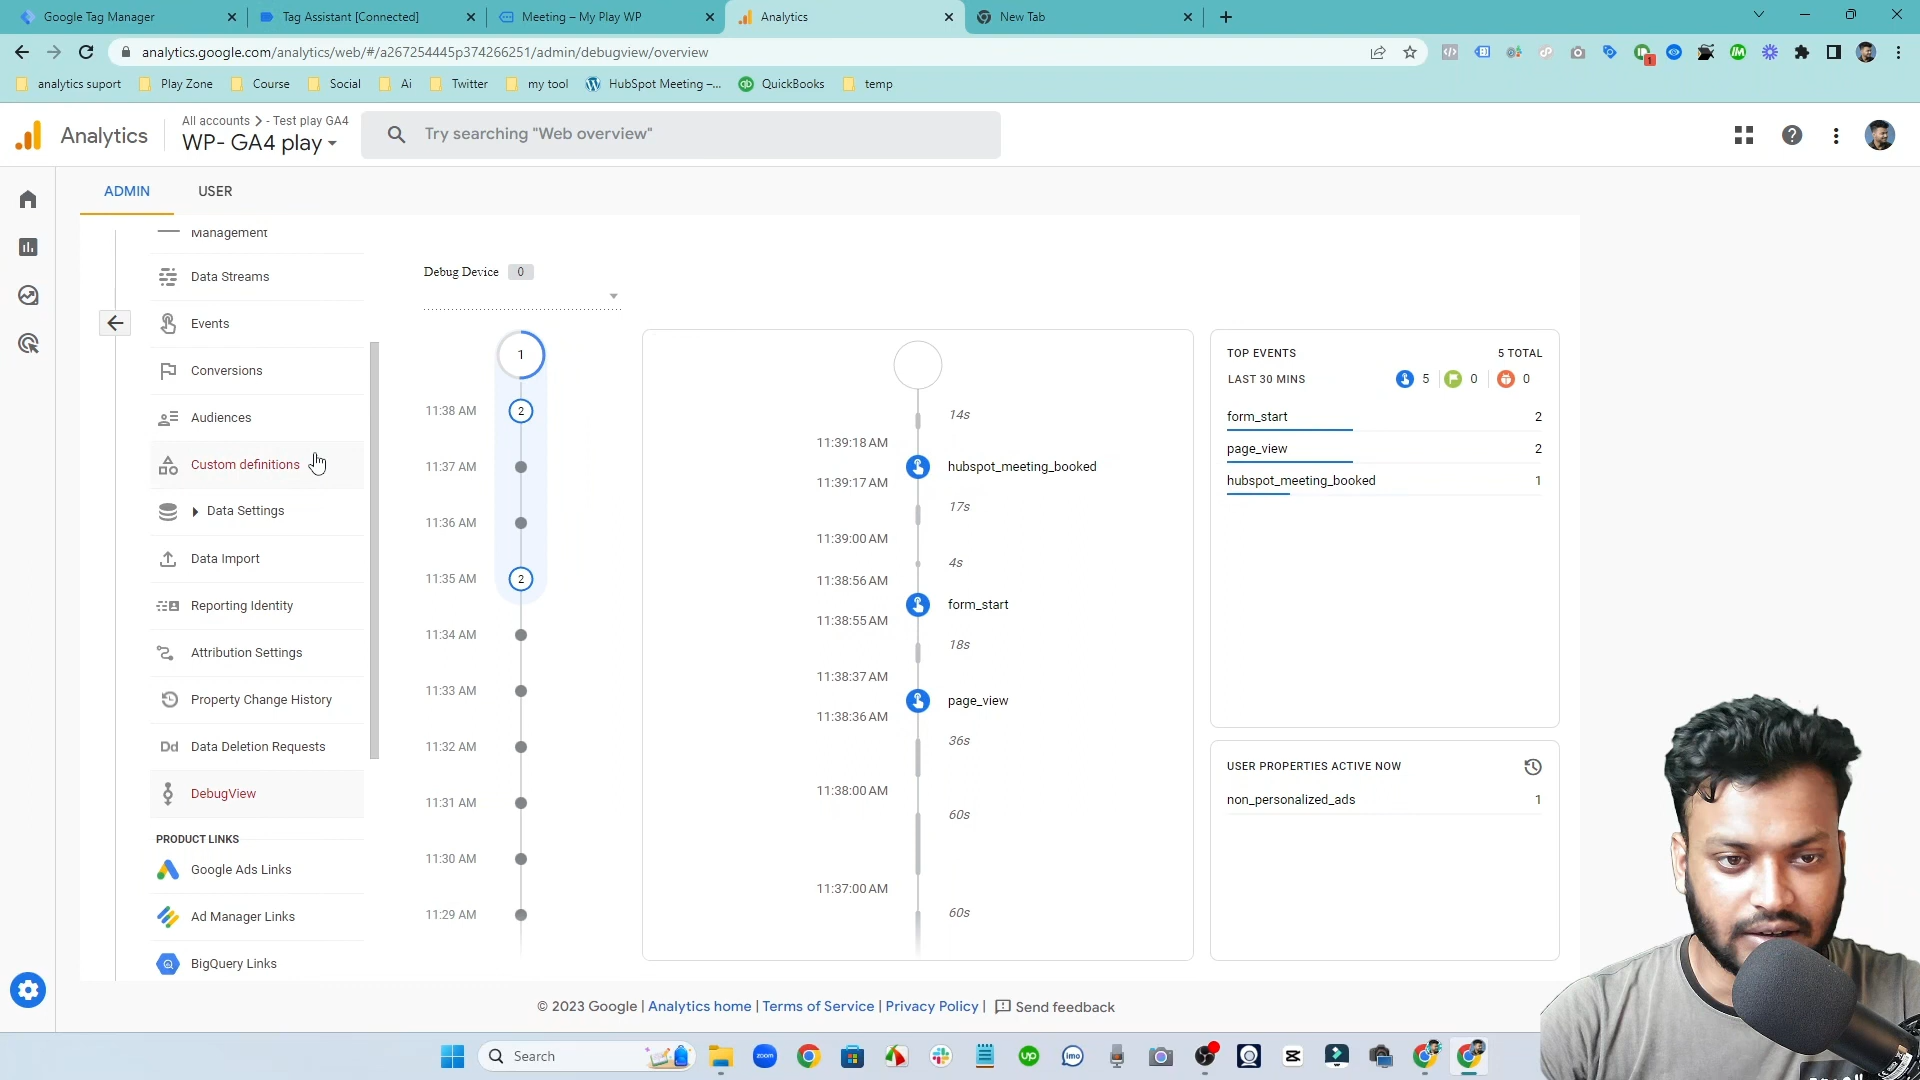 Google Tag Manager
Tag Assistant [Connected]
Meeting – My Play WP
Analytics
New Tab
analytics.google.com/analytics/web/#/a267254445p374266251/admin/debugview/overview
analytics suport
Play Zone
Course
Social
Ai
Twitter
my tool
HubSpot Meeting –...
QuickBooks
temp
Analytics
All accounts > - Test play GA4
WP- GA4 play
Try searching "Web overview"
ADMIN
USER
Management
Data Streams
Events
Conversions
Audiences
Custom definitions
Data Settings
Data Import
Reporting Identity
Attribution Settings
Property Change History
Dd Data Deletion Requests
DebugView
PRODUCT LINKS
Google Ads Links
Ad Manager Links
BigQuery Links
Debug Device 0
1
11:38 AM 2
11:37 AM
11:36 AM
11:35 AM 2
11:34 AM
11:33 AM
11:32 AM
11:31 AM
11:30 AM
11:29 AM
14s
11:39:18 AM
hubspot_meeting_booked
11:39:17 AM
17s
11:39:00 AM
4s
11:38:56 AM
form_start
11:38:55 AM
18s
11:38:37 AM
page_view
11:38:36 AM
36s
11:38:00 AM
60s
11:37:00 AM
60s
TOP EVENTS 5 TOTAL
LAST 30 MINS 5 0 0
form_start 2
page_view 2
hubspot_meeting_booked 1
USER PROPERTIES ACTIVE NOW
non_personalized_ads 1
© 2023 Google | Analytics home | Terms of Service | Privacy Policy | Send feedback
Search
zoom
up
imo